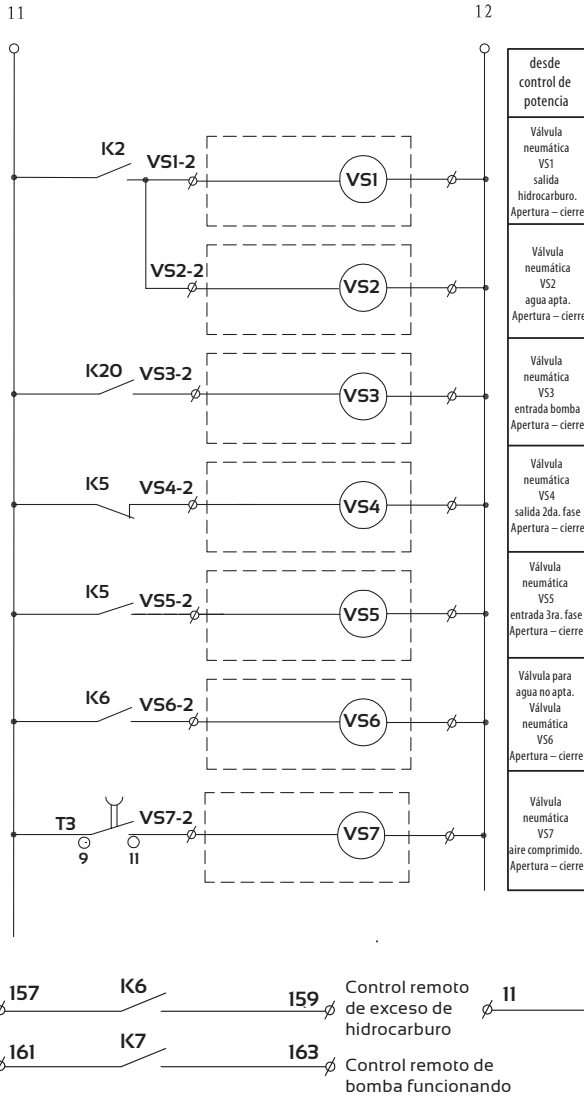 11
12
desde
control de
potencia
K2
VS1-2
VS1
Válvula
neumática
VS1
salida
hidrocarburo.
Apertura – cierre
VS2-2
VS2
Válvula
neumática
VS2
agua apta.
Apertura – cierre
K20
VS3-2
VS3
Válvula
neumática
VS3
entrada bomba
Apertura – cierre
K5
VS4-2
VS4
Válvula
neumática
VS4
salida 2da. fase
Apertura – cierre
K5
VS5-2
VS5
Válvula
neumática
VS5
entrada 3ra. fase
Apertura – cierre
K6
VS6-2
VS6
Válvula para
agua no apta.
Válvula
neumática
VS6
Apertura – cierre
T3
9
11
VS7-2
VS7
Válvula
neumática
VS7
aire comprimido.
Apertura – cierre
157
K6
159
Control remoto
de exceso de
hidrocarburo
11
161
K7
163
Control remoto de
bomba funcionando